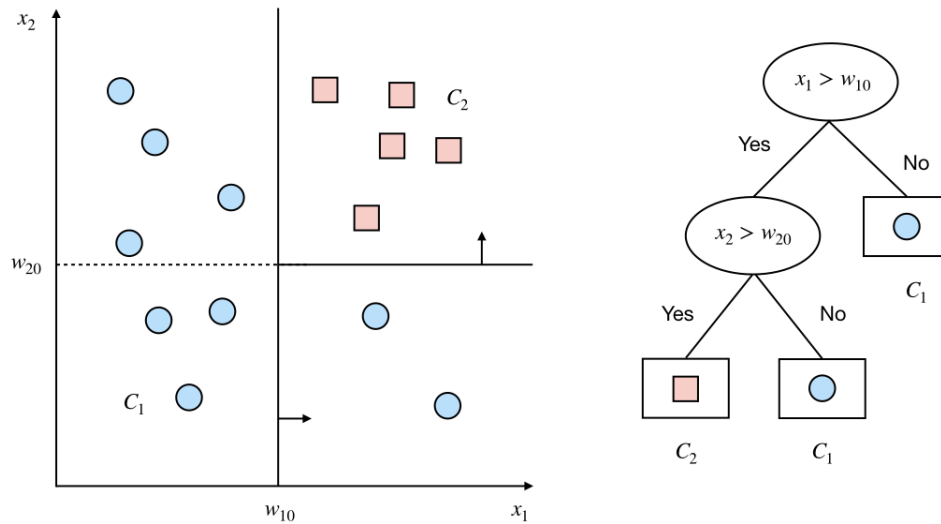 x₂
C₂
w₂₀
C₁
w₁₀
x₁
x₁ > w₁₀
Yes
No
x₂ > w₂₀
C₁
Yes
No
C₂
C₁